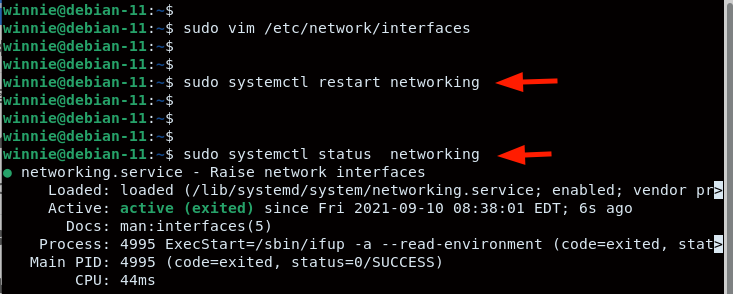 winnie@debian-11:~$
winnie@debian-11:~$ sudo vim /etc/network/interfaces
winnie@debian-11:~$
winnie@debian-11:~$
winnie@debian-11:~$ sudo systemctl restart networking
winnie@debian-11:~$
winnie@debian-11:~$
winnie@debian-11:~$
winnie@debian-11:~$ sudo systemctl status  networking
● networking.service - Raise network interfaces
Loaded: loaded (/lib/systemd/system/networking.service; enabled; vendor pr>
Active: active (exited) since Fri 2021-09-10 08:38:01 EDT; 6s ago
Docs: man:interfaces(5)
Process: 4995 ExecStart=/sbin/ifup -a --read-environment (code=exited, stat>
Main PID: 4995 (code=exited, status=0/SUCCESS)
CPU: 44ms